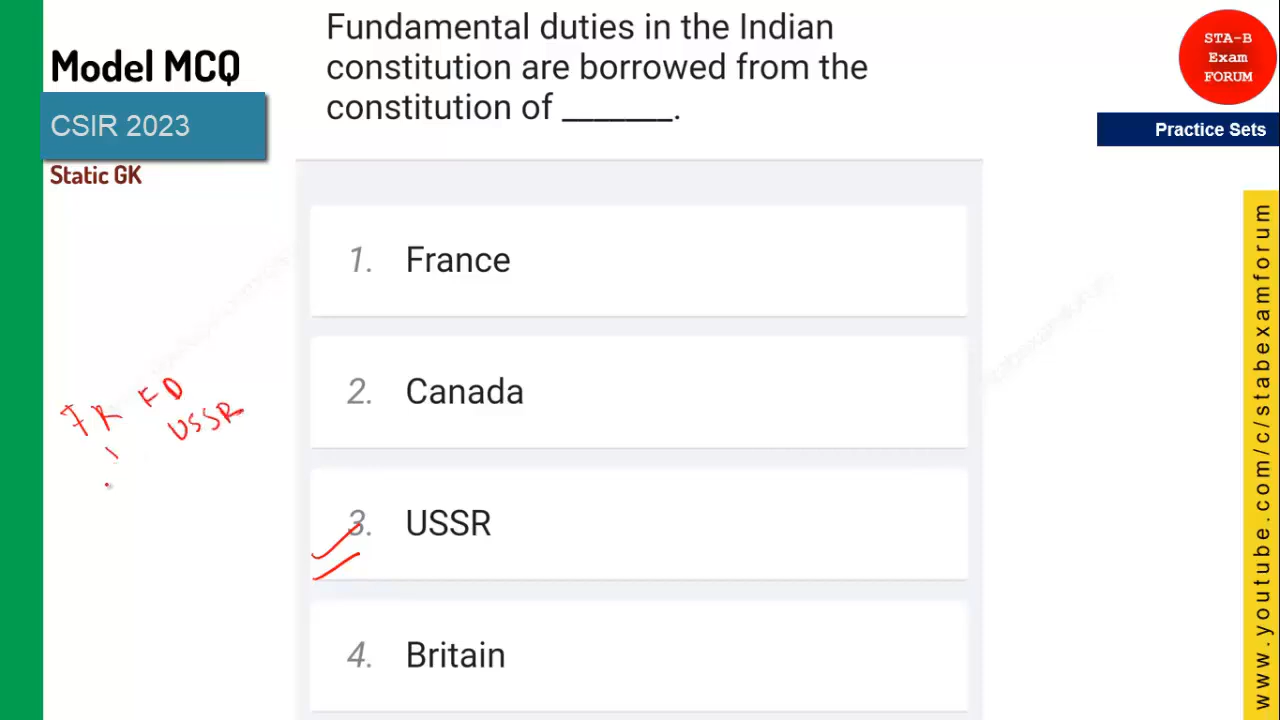 Model MCQ
CSIR 2023
Static GK
Fundamental duties in the Indian
constitution are borrowed from the
constitution of _______.
STA-B
Exam
FORUM
Practice Sets
1. France
2. Canada
3. USSR
4. Britain
FR FD
USSR
www.youtube.com/c/stabexamforum